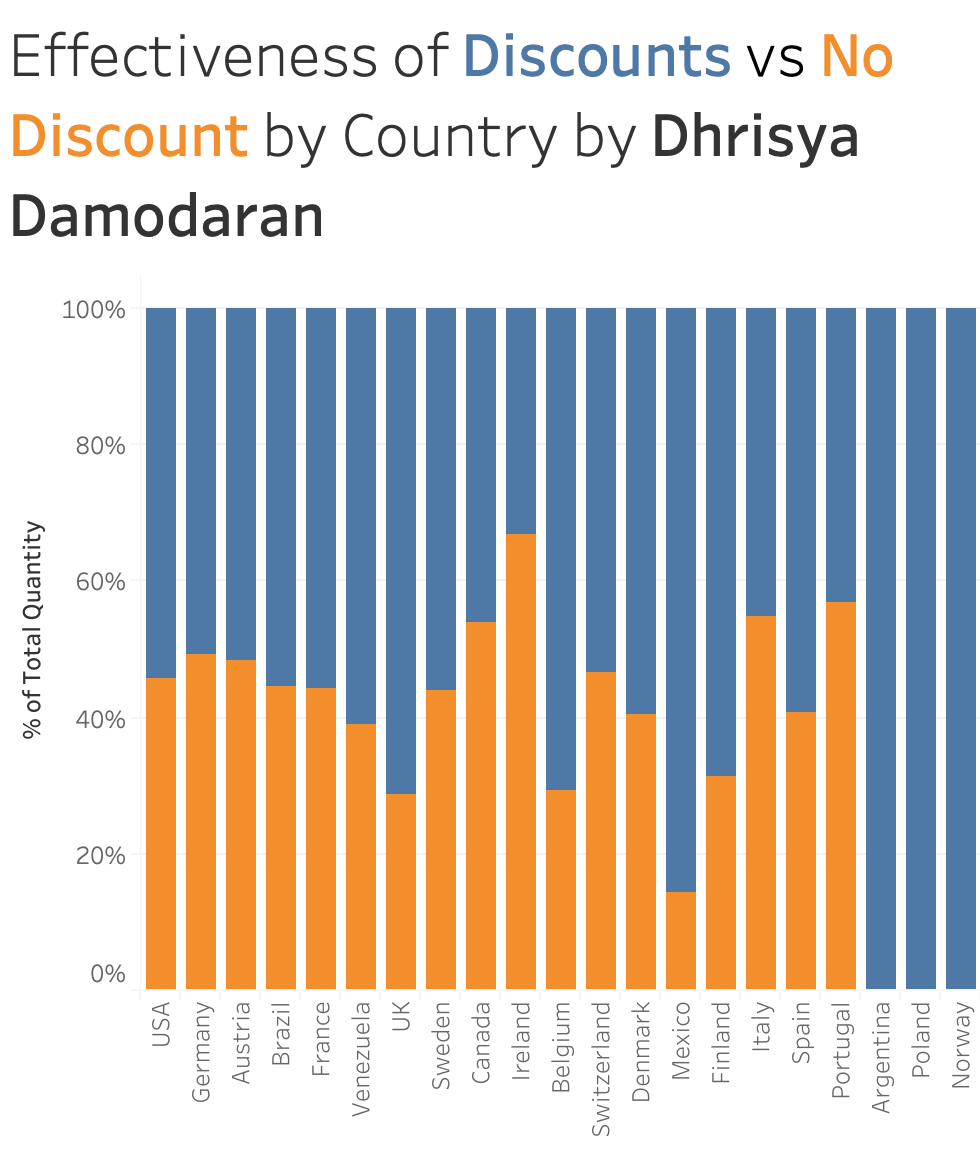 Effectiveness of Discounts vs No
Discount by Country by Dhrisya
Damodaran
100%
80%
60%
40%
20%
0%
% of Total Quantity
USA
Germany
Austria
Brazil
France
Venezuela
UK
Sweden
Canada
Ireland
Belgium
Switzerland
Denmark
Mexico
Finland
Italy
Spain
Portugal
Argentina
Poland
Norway